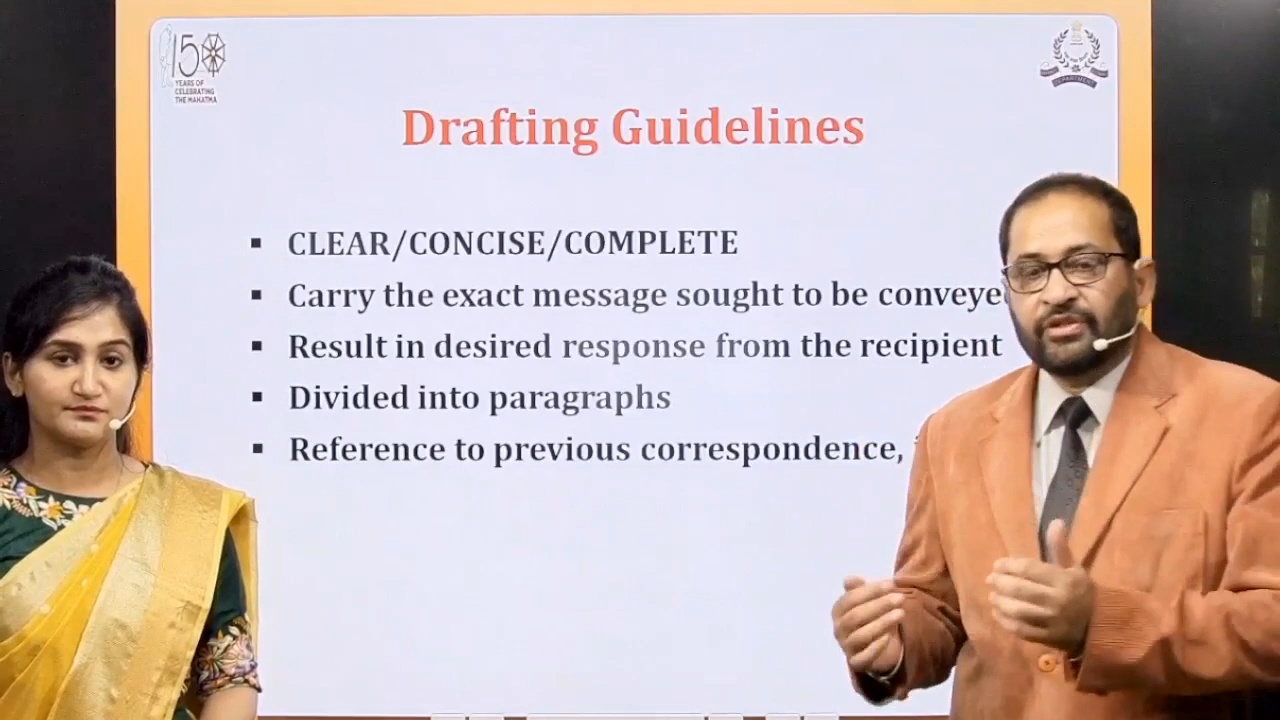 150
YEARS OF
CELEBRATING
THE MAHATMA
Drafting Guidelines
CLEAR/CONCISE/COMPLETE
Carry the exact message sought to be conveye
Result in desired response from the recipient
Divided into paragraphs
Reference to previous correspondence,
DEPARTMENT